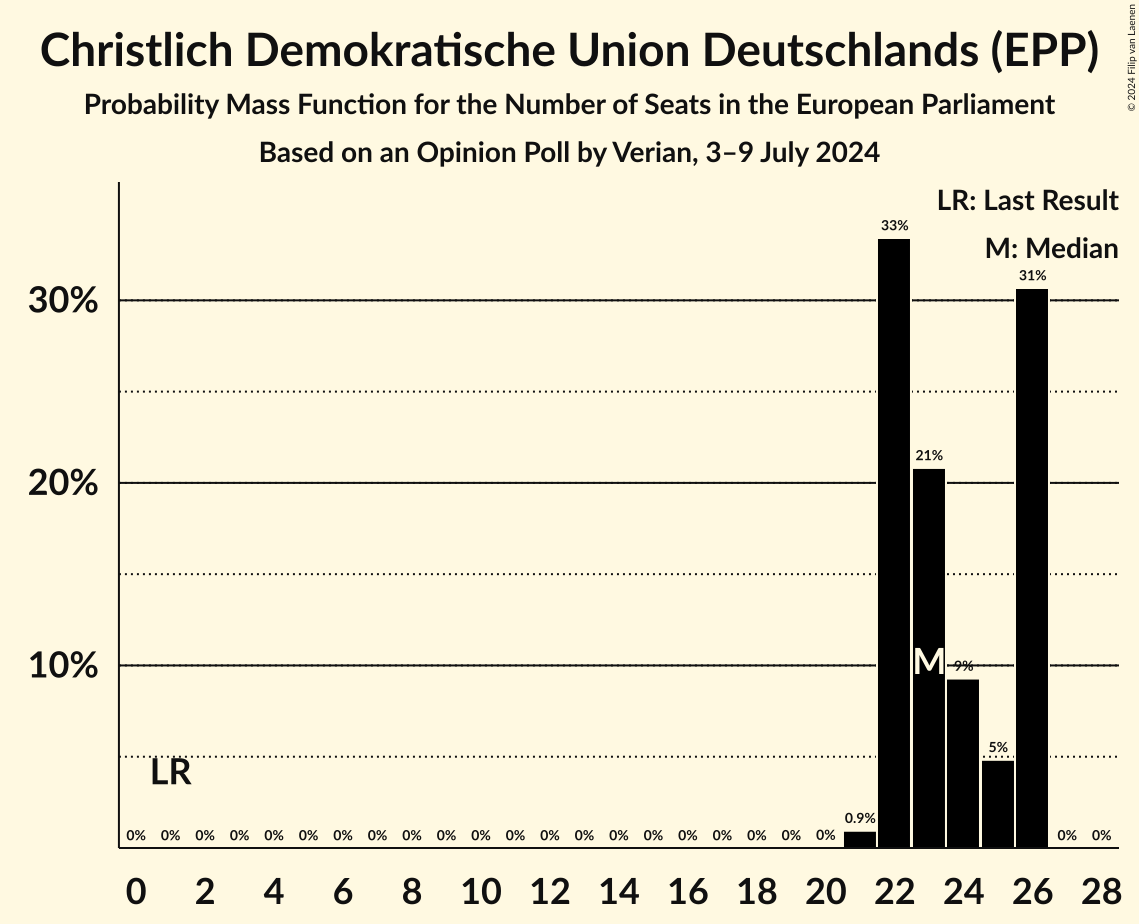 Christlich Demokratische Union Deutschlands (EPP)
Probability Mass Function for the Number of Seats in the European Parliament
Based on an Opinion Poll by Verian, 3–9 July 2024
© 2024 Filip van Laenen
LR: Last Result
M: Median
33%
31%
30%
21%
20%
10%
M
9%
5%
LR
0.9%
0% 0% 0% 0% 0% 0% 0% 0% 0% 0% 0% 0% 0% 0% 0% 0% 0% 0% 0% 0% 0% 0% 0%
0 2 4 6 8 10 12 14 16 18 20 22 24 26 28